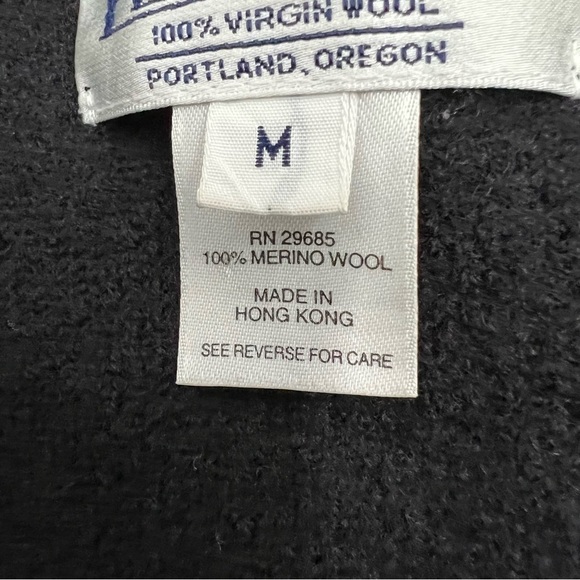 100% VIRGIN WOOL
PORTLAND, OREGON
M
RN 29685
100% MERINO WOOL
MADE IN
HONG KONG
SEE REVERSE FOR CARE